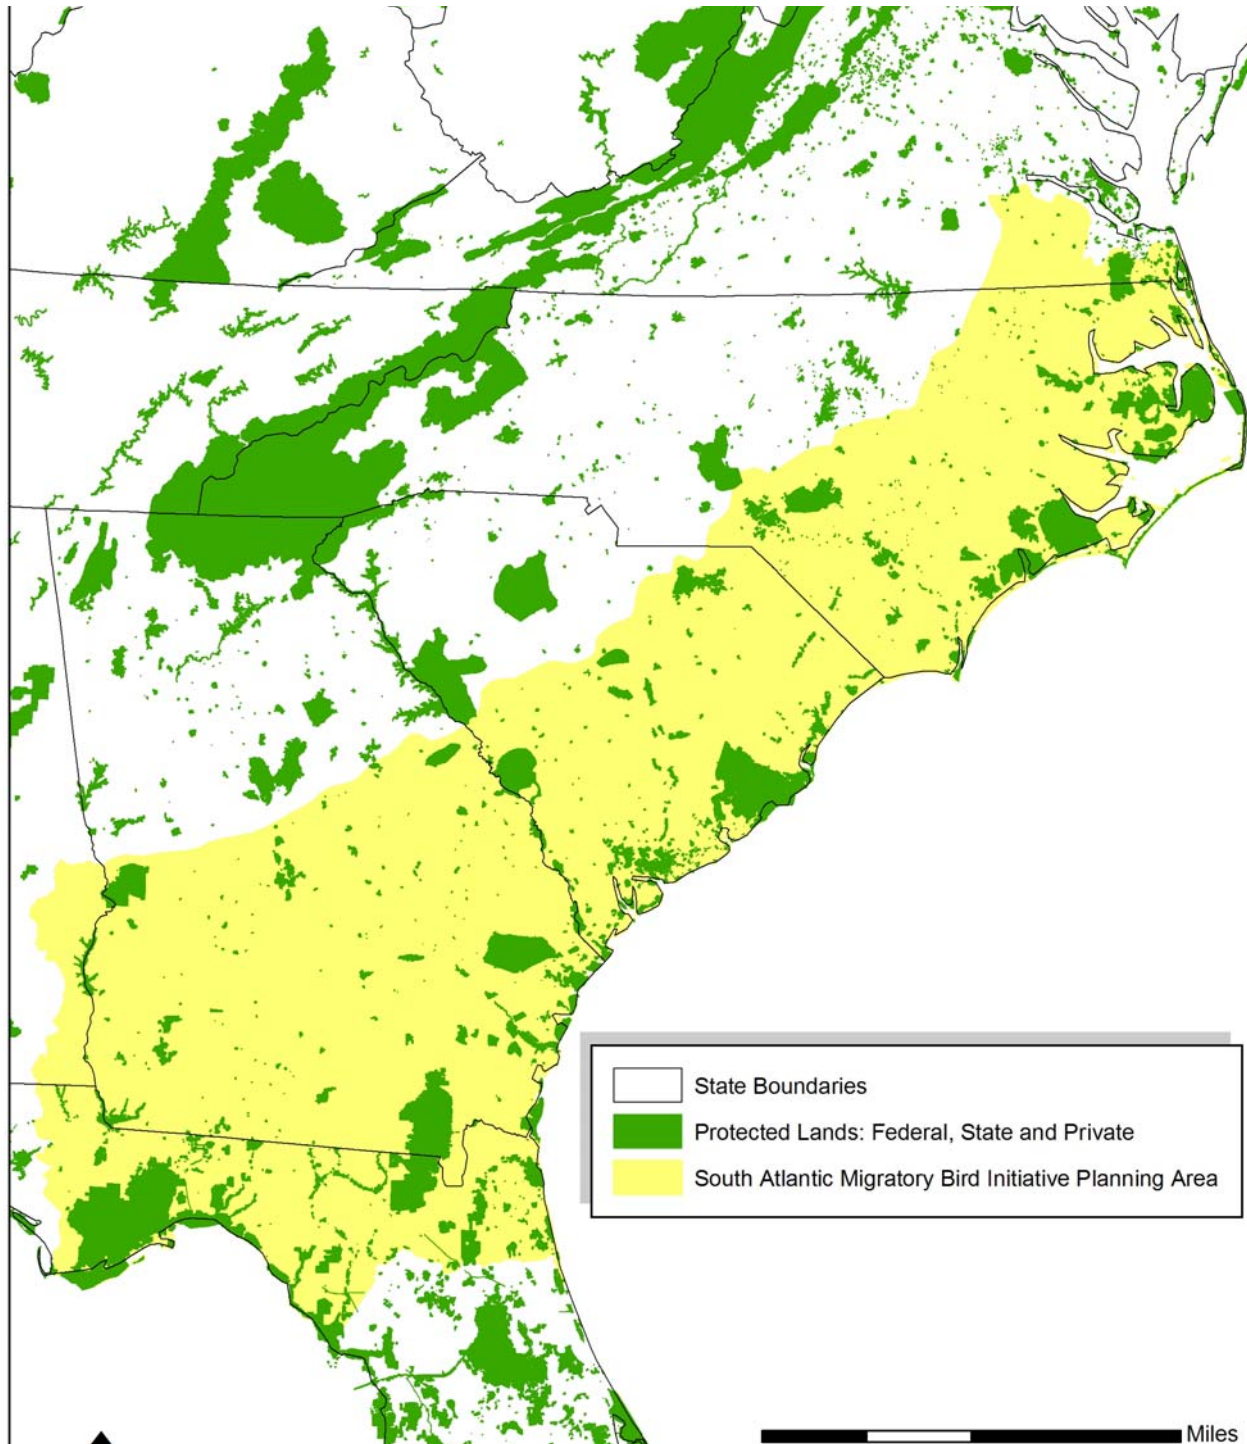 State Boundaries
Protected Lands: Federal, State and Private
South Atlantic Migratory Bird Initiative Planning Area
Miles